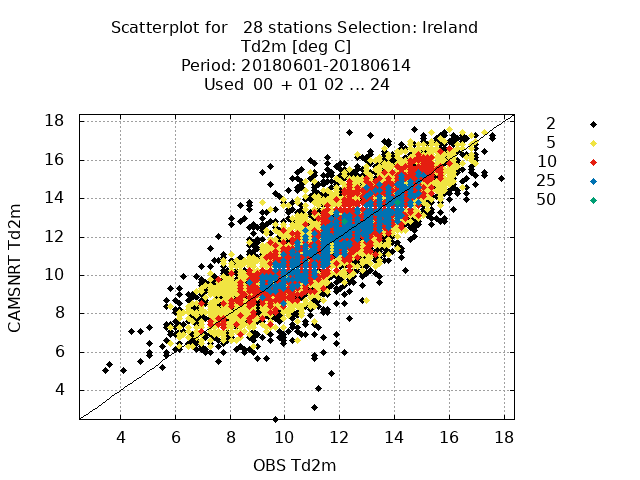 Scatterplot for   28 stations Selection: Ireland
Td2m [deg C]
Period: 20180601-20180614
Used  00 + 01 02 ... 24
18
16
14
12
10
8
6
4
CAMSNRT Td2m
4 6 8 10 12 14 16 18
OBS Td2m
2
5
10
25
50